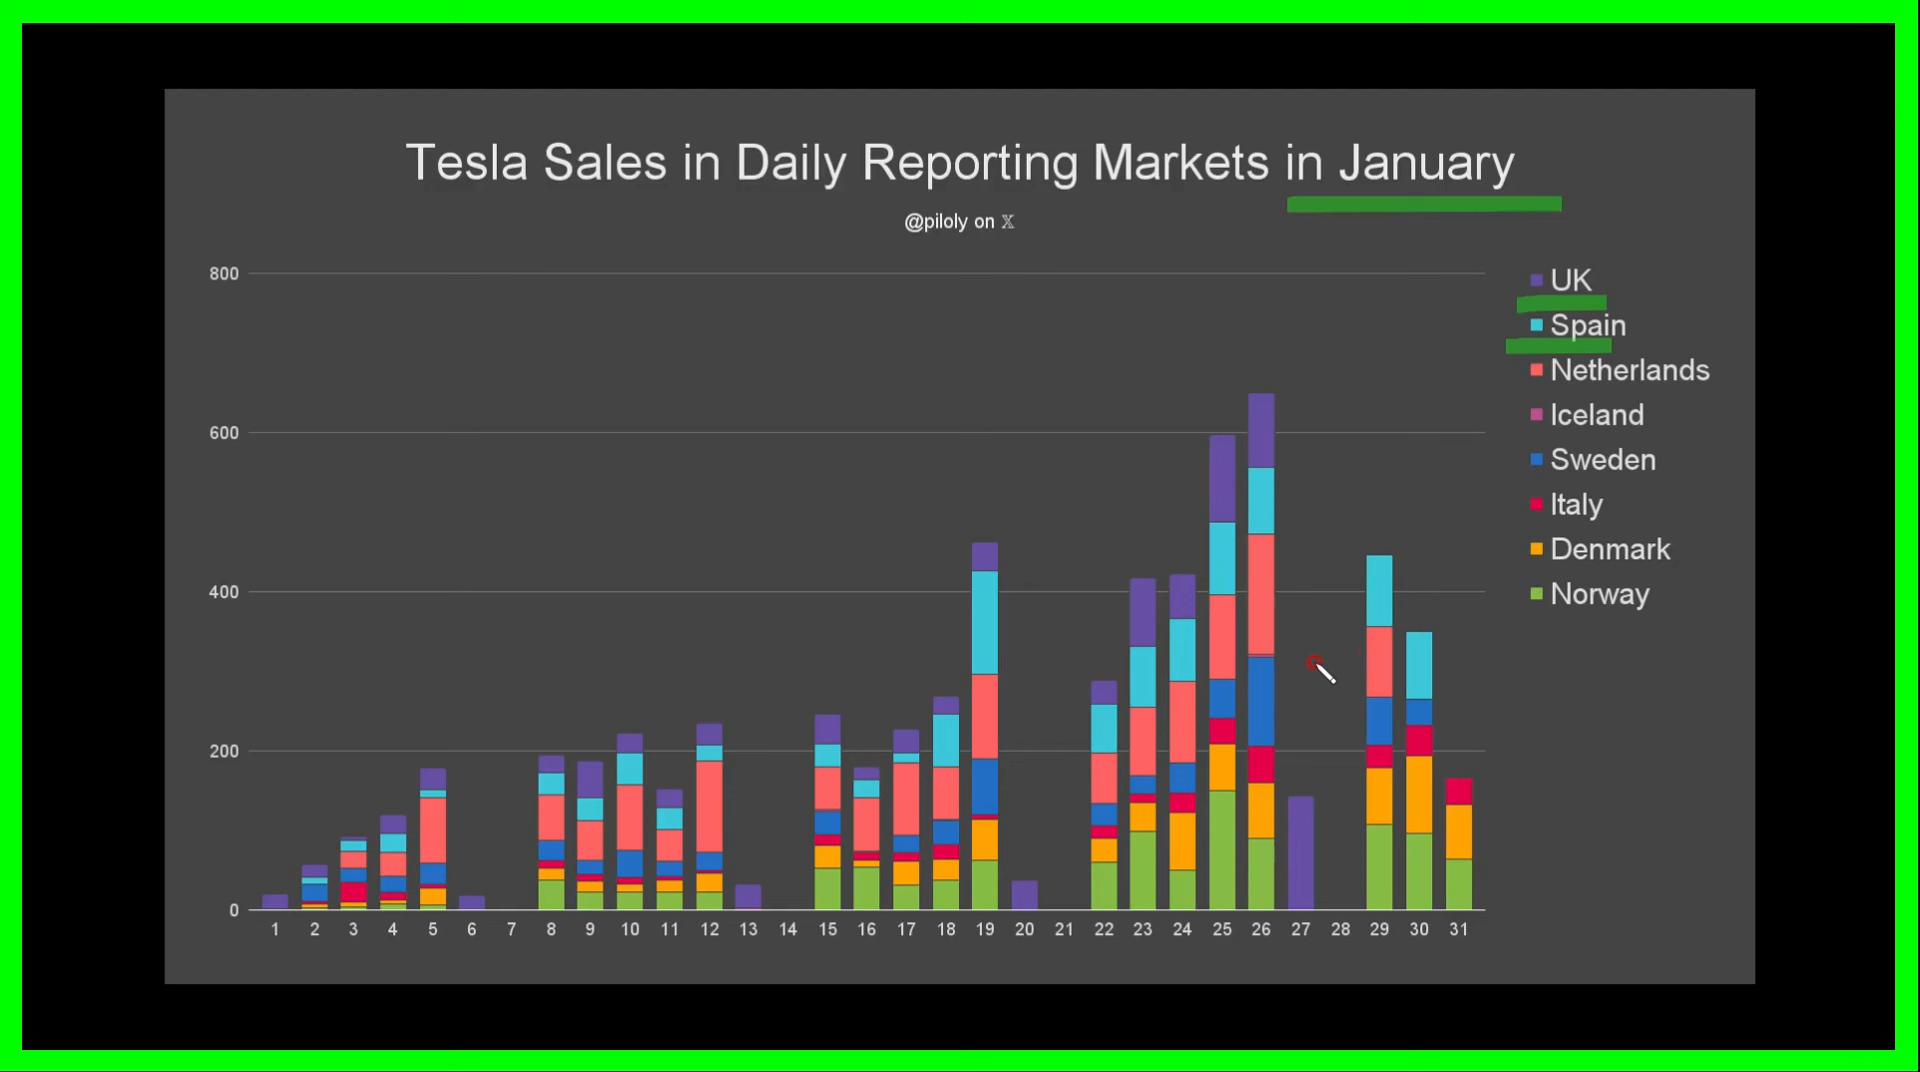 Tesla Sales in Daily Reporting Markets in January
@piloly on 𝕏
800
600
400
200
0
1 2 3 4 5 6 7 8 9 10 11 12 13 14 15 16 17 18 19 20 21 22 23 24 25 26 27 28 29 30 31
UK
Spain
Netherlands
Iceland
Sweden
Italy
Denmark
Norway